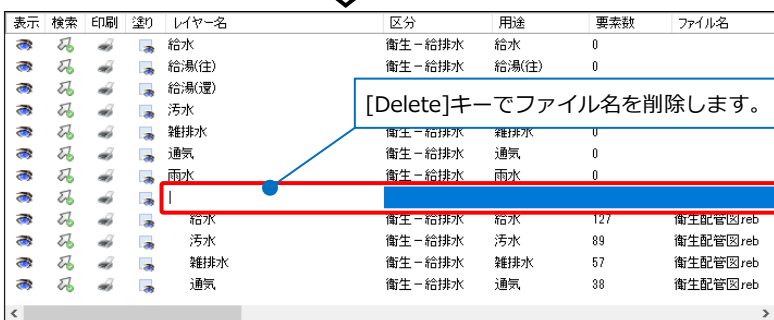 表示 検索 印刷 塗り レイヤー名 区分 用途 要素数 ファイル名
給水 衛生－給排水 給水 0
給湯(往) 衛生－給排水 給湯(往) 0
給湯(還)
汚水
雑排水 衛生－給排水 雑排水 0
通気 衛生－給排水 通気 0
雨水 衛生－給排水 雨水 0
[Delete]キーでファイル名を削除します。
給水 衛生－給排水 給水 127 衛生配管図.reb
汚水 衛生－給排水 汚水 89 衛生配管図.reb
雑排水 衛生－給排水 雑排水 57 衛生配管図.reb
通気 衛生－給排水 通気 38 衛生配管図.reb